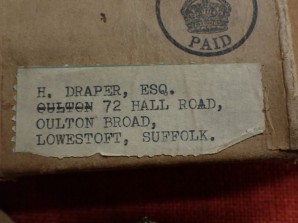 PAID
H. DRAPER, ESQ.
OULTON 72 HALL ROAD,
OULTON BROAD,
LOWESTOFT, SUFFOLK.